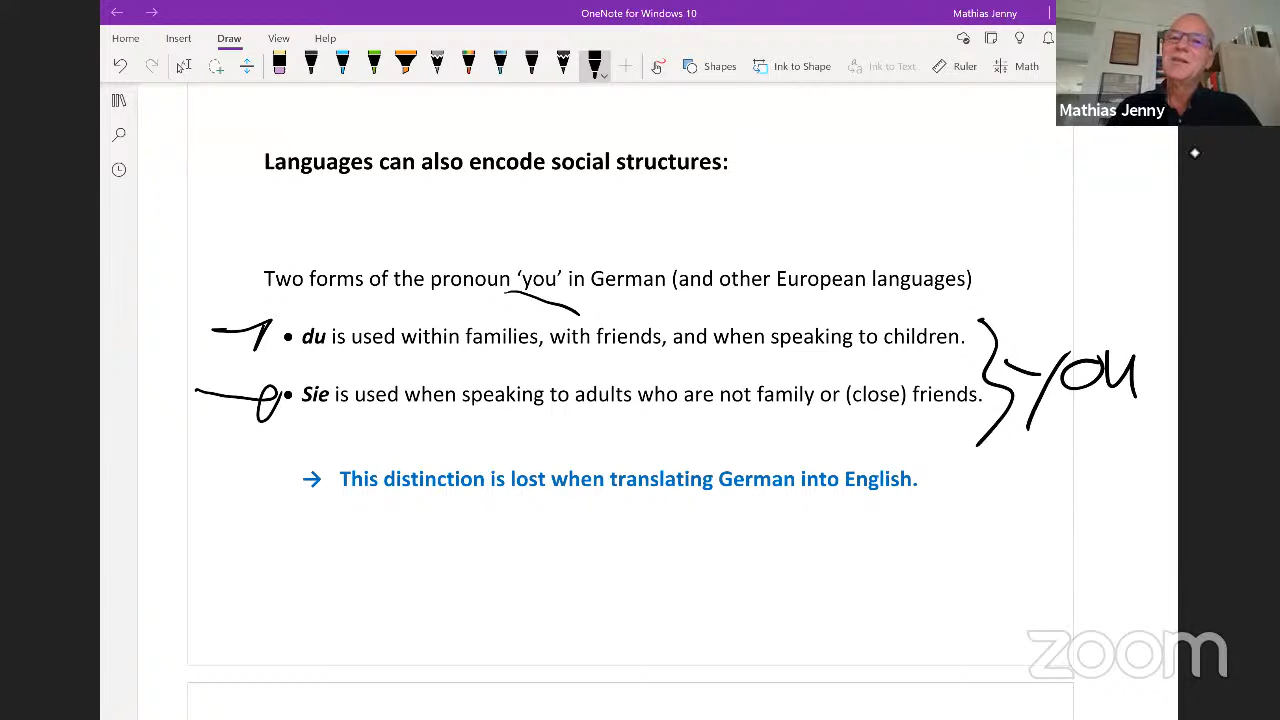 OneNote for Windows 10
Mathias Jenny
Home Insert Draw View Help
Shapes Ink to Shape Ink to Text Ruler Math
Mathias Jenny
Languages can also encode social structures:
Two forms of the pronoun ‘you’ in German (and other European languages)
• du is used within families, with friends, and when speaking to children.
• Sie is used when speaking to adults who are not family or (close) friends.
you
→ This distinction is lost when translating German into English.
zoom